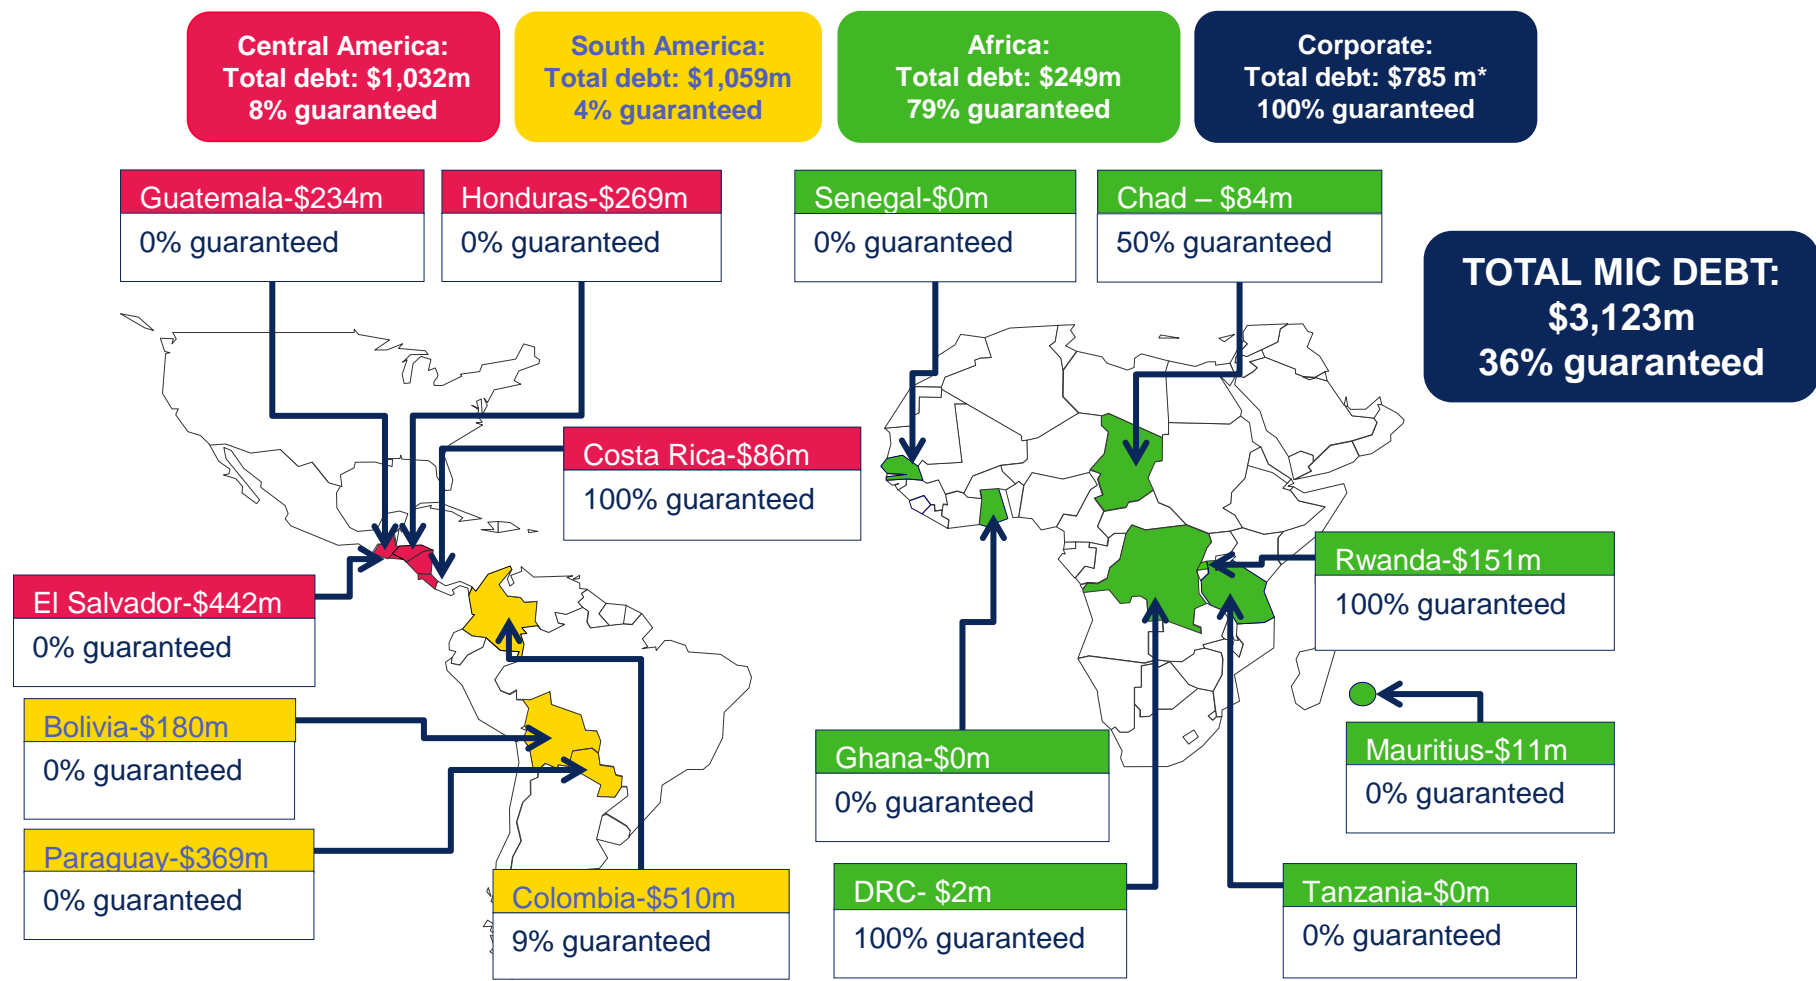 Central America:
Total debt: $1,032m
8% guaranteed
South America:
Total debt: $1,059m
4% guaranteed
Africa:
Total debt: $249m
79% guaranteed
Corporate:
Total debt: $785 m*
100% guaranteed
Guatemala-$234m
0% guaranteed
Honduras-$269m
0% guaranteed
Senegal-$0m
0% guaranteed
Chad – $84m
50% guaranteed
TOTAL MIC DEBT:
$3,123m
36% guaranteed
Costa Rica-$86m
100% guaranteed
Rwanda-$151m
100% guaranteed
El Salvador-$442m
0% guaranteed
Bolivia-$180m
0% guaranteed
Ghana-$0m
0% guaranteed
Mauritius-$11m
0% guaranteed
Paraguay-$369m
0% guaranteed
Colombia-$510m
9% guaranteed
DRC- $2m
100% guaranteed
Tanzania-$0m
0% guaranteed